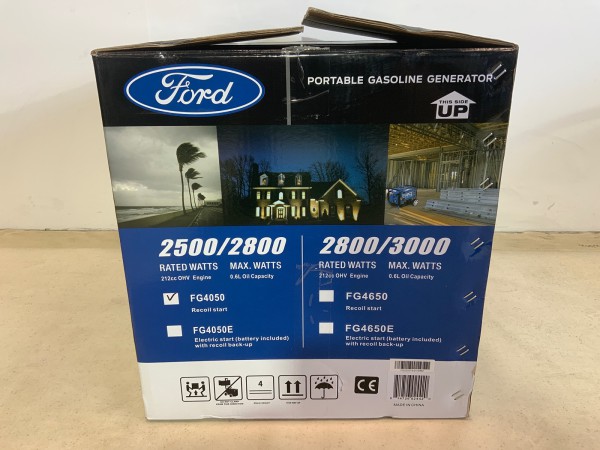 Ford
PORTABLE GASOLINE GENERATOR
THIS SIDE
UP
2500/2800
RATED WATTS MAX. WATTS
212cc OHV Engine 0.6L Oil Capacity
FG4050
Recoil start
FG4050E
Electric start (battery included)
with recoil back-up
2800/3000
RATED WATTS MAX. WATTS
212cc OHV Engine 0.6L Oil Capacity
FG4650
Recoil start
FG4650E
Electric start (battery included)
with recoil back-up
4
CE
MADE IN CHINA